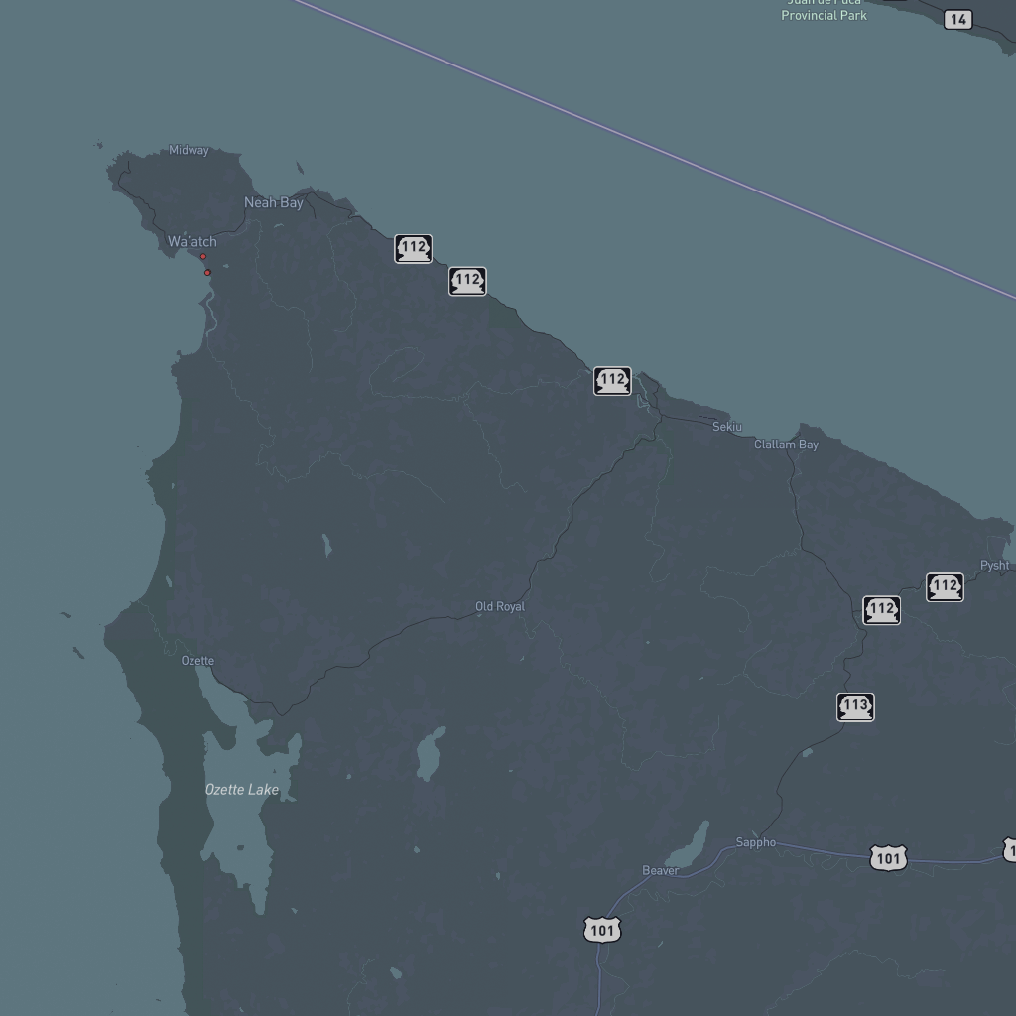 Juan de Fuca
Provincial Park
14
Midway
Neah Bay
Wa'atch
112
112
112
Sekiu
Clallam Bay
Pysht
112
112
Old Royal
Ozette
113
Ozette Lake
Sappho
101
Beaver
101